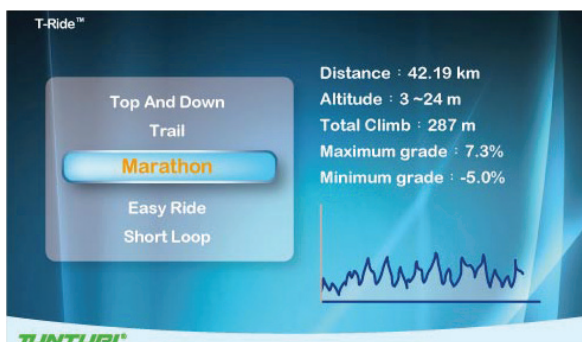 T-Ride™
Top And Down
Trail
Marathon
Easy Ride
Short Loop
Distance : 42.19 km
Altitude : 3 ~24 m
Total Climb : 287 m
Maximum grade : 7.3%
Minimum grade : -5.0%
TUNTURI®